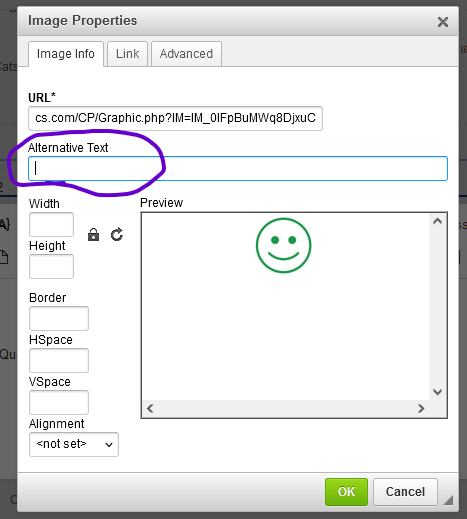 Image Properties
Image Info Link Advanced
URL*
cs.com/CP/Graphic.php?IM=IM_0IFpBuMWq8DjxuC
Alternative Text
Width
Preview
Height
Border
HSpace
VSpace
Alignment
<not set>
OK Cancel